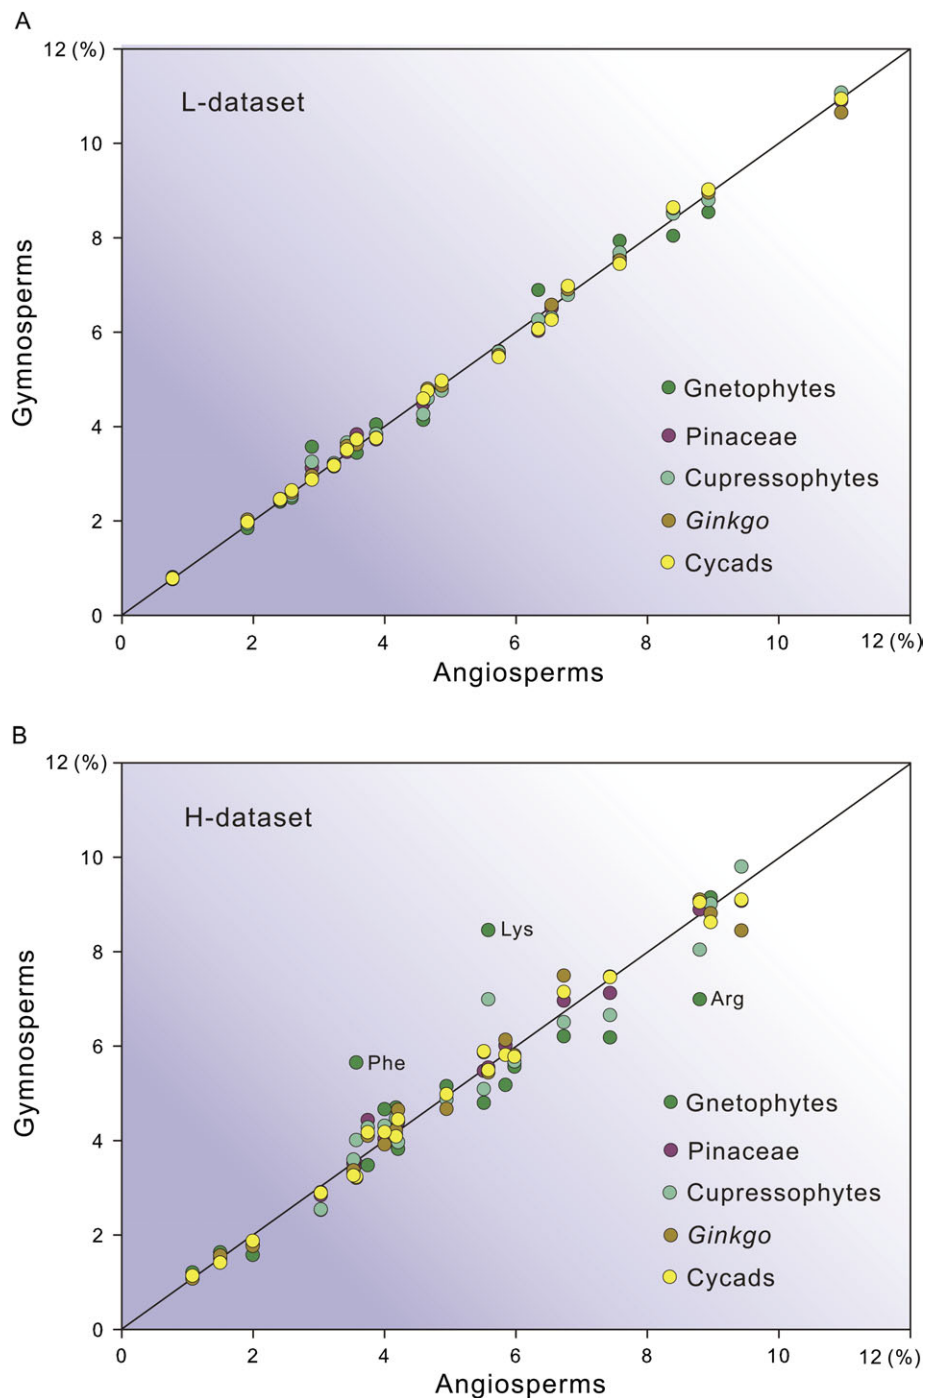 A
12 (%)
L-dataset
10
8
6
4
2
0
Gymnosperms
Gnetophytes
Pinaceae
Cupressophytes
Ginkgo
Cycads
0 2 4 6 8 10 12 (%)
Angiosperms
B
12 (%)
H-dataset
10
8
6
4
2
0
Gymnosperms
Lys
Arg
Phe
Gnetophytes
Pinaceae
Cupressophytes
Ginkgo
Cycads
0 2 4 6 8 10 12 (%)
Angiosperms